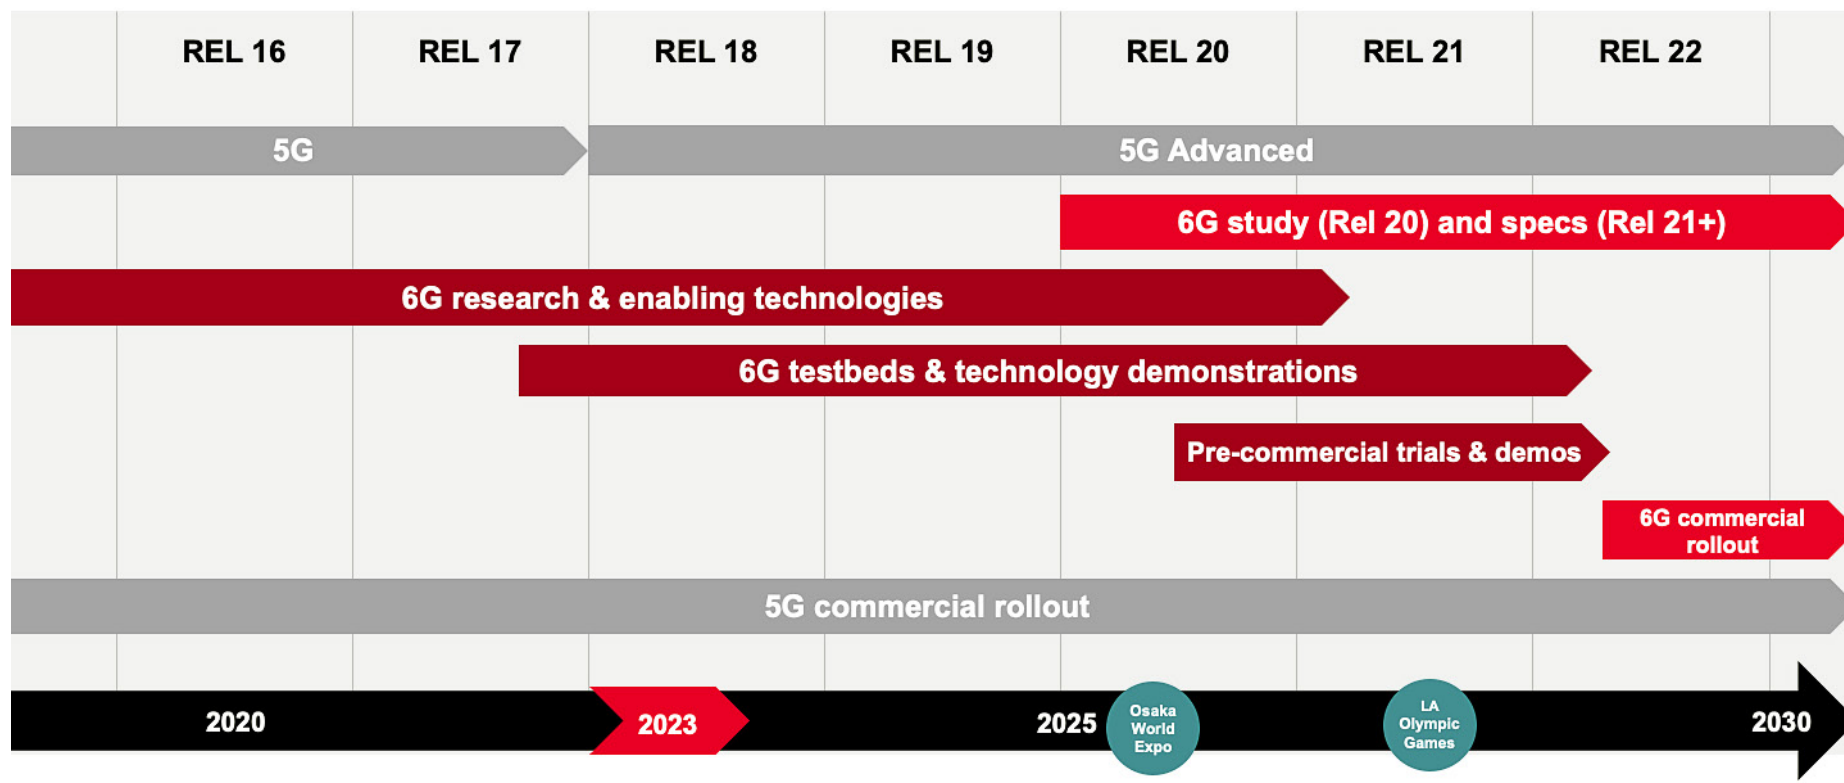 REL 16
REL 17
REL 18
REL 19
REL 20
REL 21
REL 22
5G
5G Advanced
6G study (Rel 20) and specs (Rel 21+)
6G research & enabling technologies
6G testbeds & technology demonstrations
Pre-commercial trials & demos
6G commercial
rollout
5G commercial rollout
2020
2023
2025
Osaka
World
Expo
LA
Olympic
Games
2030